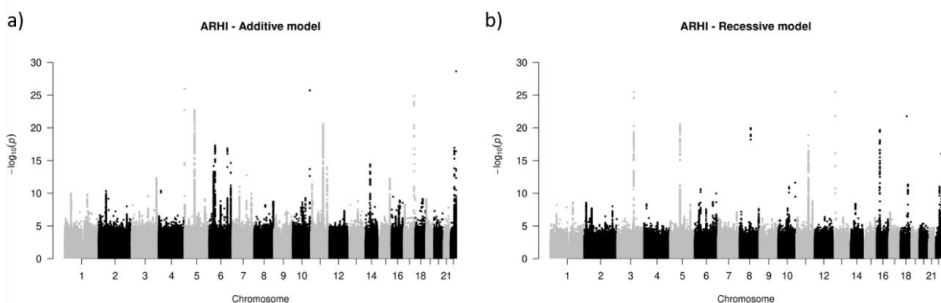 a)
ARHI - Additive model
30
25
20
15
10
5
0
−log10(p)
1 2 3 4 5 6 7 8 9 10 12 14 16 18 21
Chromosome
b)
ARHI - Recessive model
30
25
20
15
10
5
0
−log10(p)
1 2 3 4 5 6 7 8 9 10 12 14 16 18 21
Chromosome